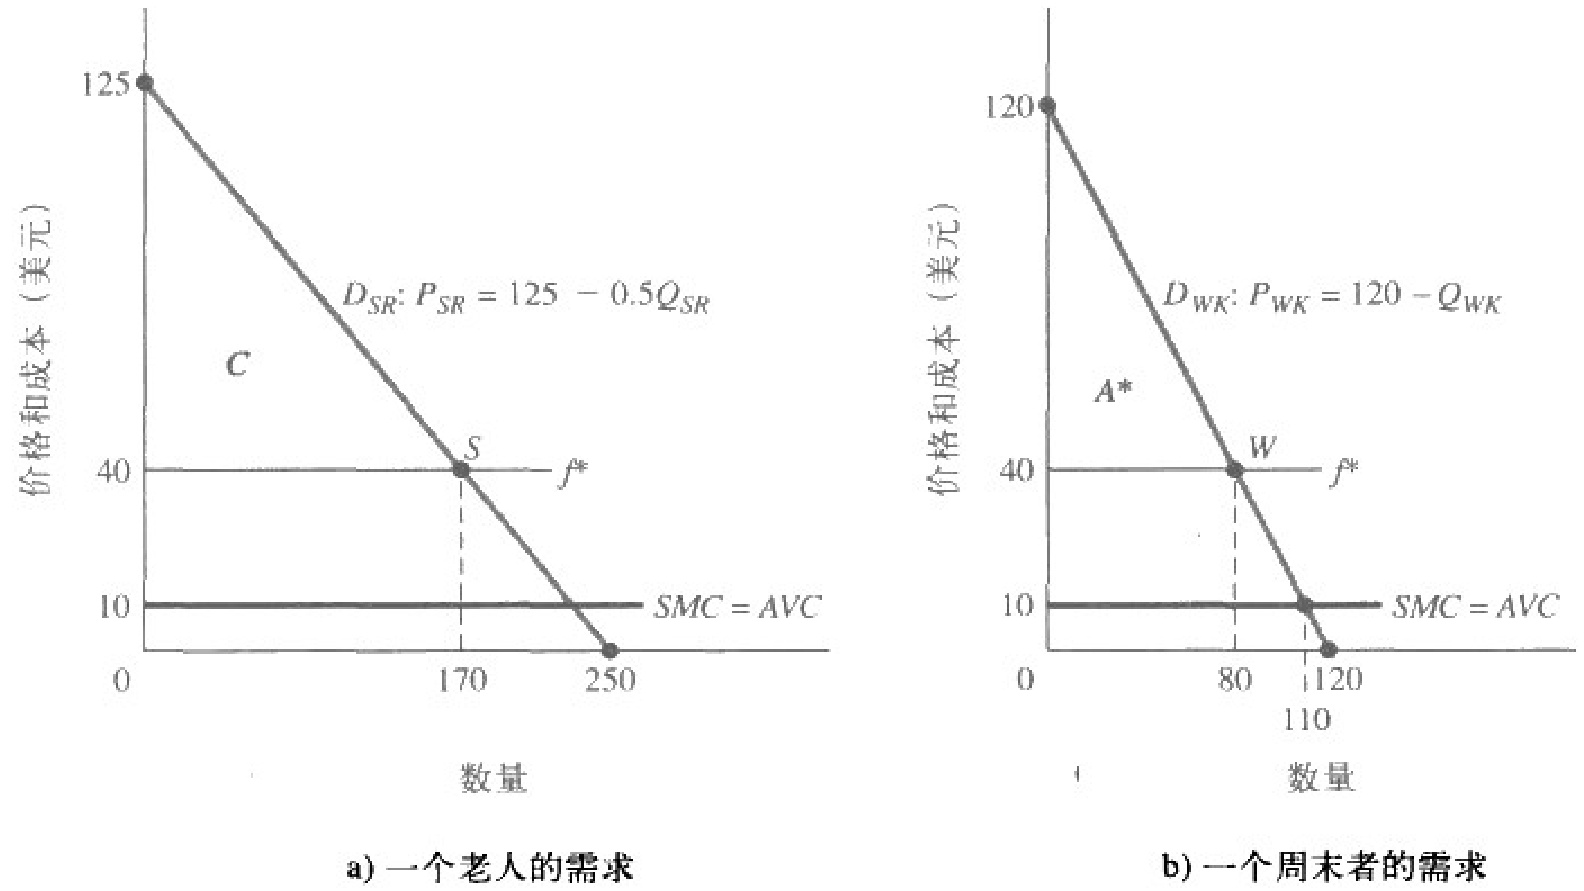 125
价格和成本（美元）
D_SR: P_SR = 125 − 0.5Q_SR
C
S
40
f*
10
SMC = AVC
0
170
250
数量
a) 一个老人的需求
120
价格和成本（美元）
D_WK: P_WK = 120 − Q_WK
A*
W
40
f*
10
SMC = AVC
0
80
120
110
数量
b) 一个周末者的需求